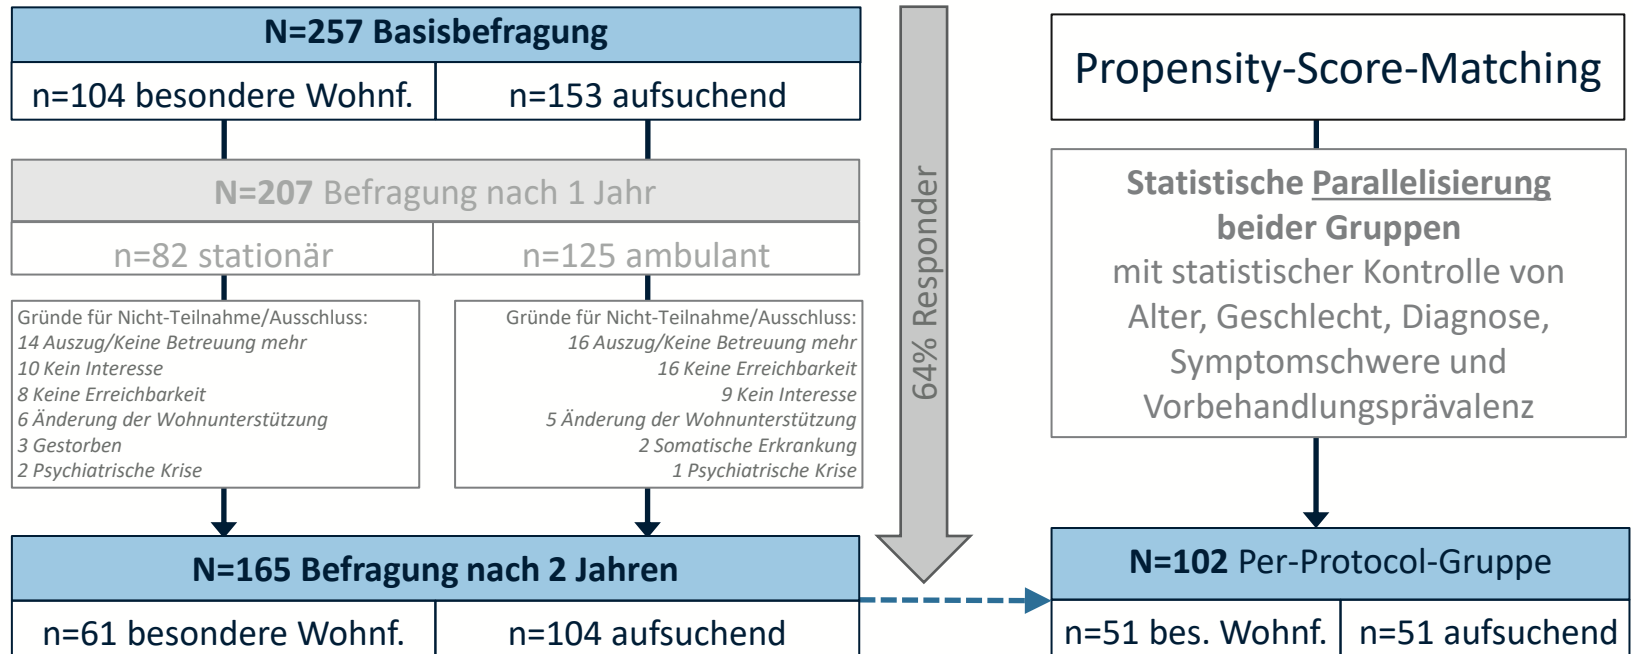 N=257 Basisbefragung
n=104 besondere Wohnf.
n=153 aufsuchend
N=207 Befragung nach 1 Jahr
n=82 stationär
n=125 ambulant
Gründe für Nicht-Teilnahme/Ausschluss:
14 Auszug/Keine Betreuung mehr
10 Kein Interesse
8 Keine Erreichbarkeit
6 Änderung der Wohnunterstützung
3 Gestorben
2 Psychiatrische Krise
Gründe für Nicht-Teilnahme/Ausschluss:
16 Auszug/Keine Betreuung mehr
16 Keine Erreichbarkeit
9 Kein Interesse
5 Änderung der Wohnunterstützung
2 Somatische Erkrankung
1 Psychiatrische Krise
N=165 Befragung nach 2 Jahren
n=61 besondere Wohnf.
n=104 aufsuchend
64% Responder
Propensity-Score-Matching
Statistische Parallelisierung
beider Gruppen
mit statistischer Kontrolle von
Alter, Geschlecht, Diagnose,
Symptomschwere und
Vorbehandlungsprävalenz
N=102 Per-Protocol-Gruppe
n=51 bes. Wohnf.
n=51 aufsuchend